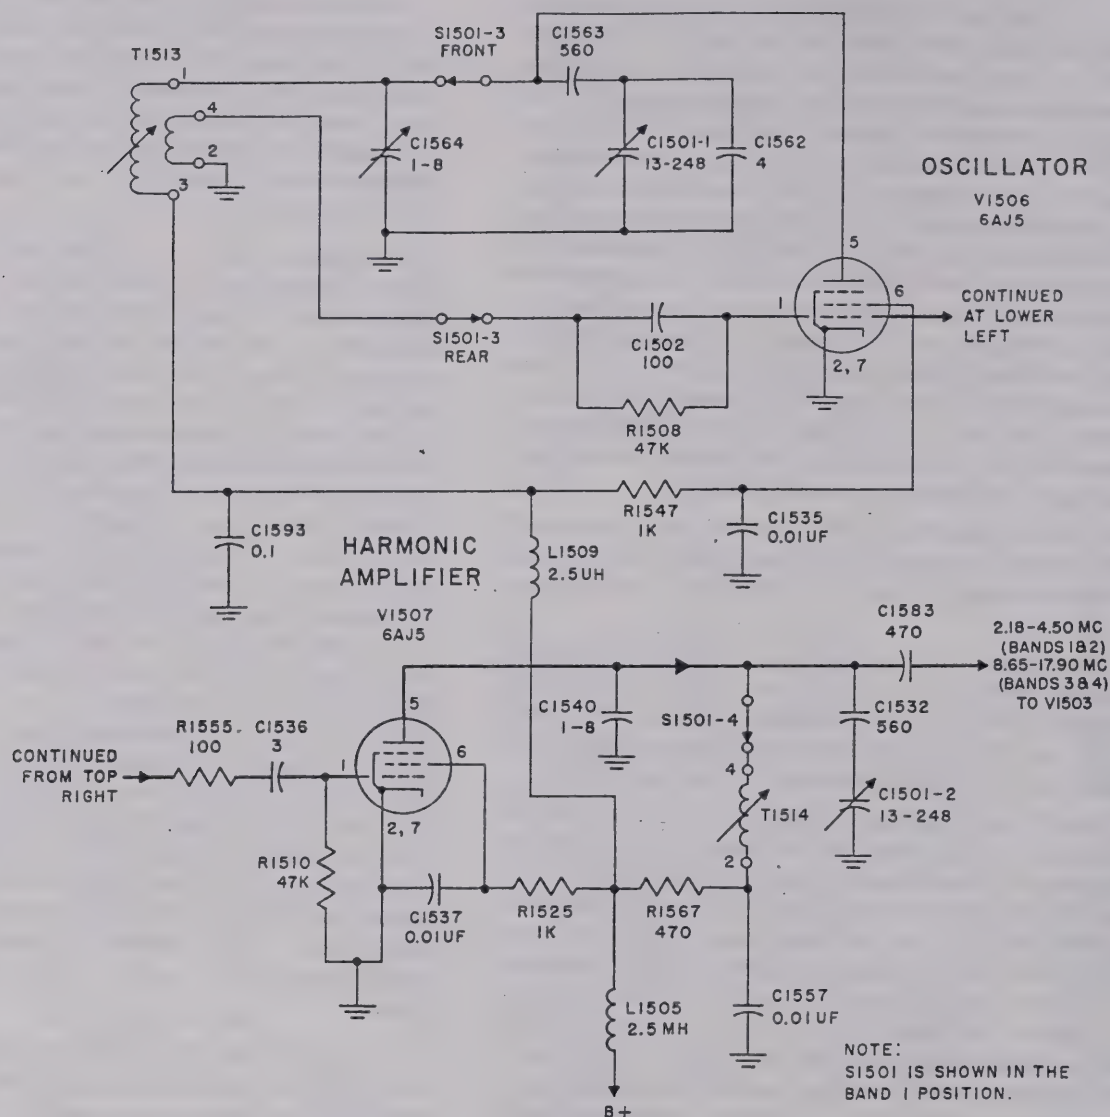 T1513
1
4
2
3
S1501-3
FRONT
C1563
560
C1564
1-8
C1501-1
13-248
C1562
4
OSCILLATOR
V1506
6AJ5
5
1
6
2, 7
CONTINUED
AT LOWER
LEFT
S1501-3
REAR
C1502
100
R1508
47K
R1547
1K
C1593
0.1
C1535
0.01UF
L1509
2.5UH
HARMONIC
AMPLIFIER
V1507
6AJ5
C1583
470
2.18-4.50 MC
(BANDS 1&2)
8.65-17.90 MC
(BANDS 3&4)
TO V1503
5
1
6
2, 7
C1540
1-8
S1501-4
C1532
560
R1555.
100
C1536
3
CONTINUED
FROM TOP
RIGHT
4
T1514
2
C1501-2
13-248
R1510
47K
C1537
0.01UF
R1525
1K
R1567
470
L1505
2.5 MH
C1557
0.01UF
B+
NOTE:
S1501 IS SHOWN IN THE
BAND 1 POSITION.